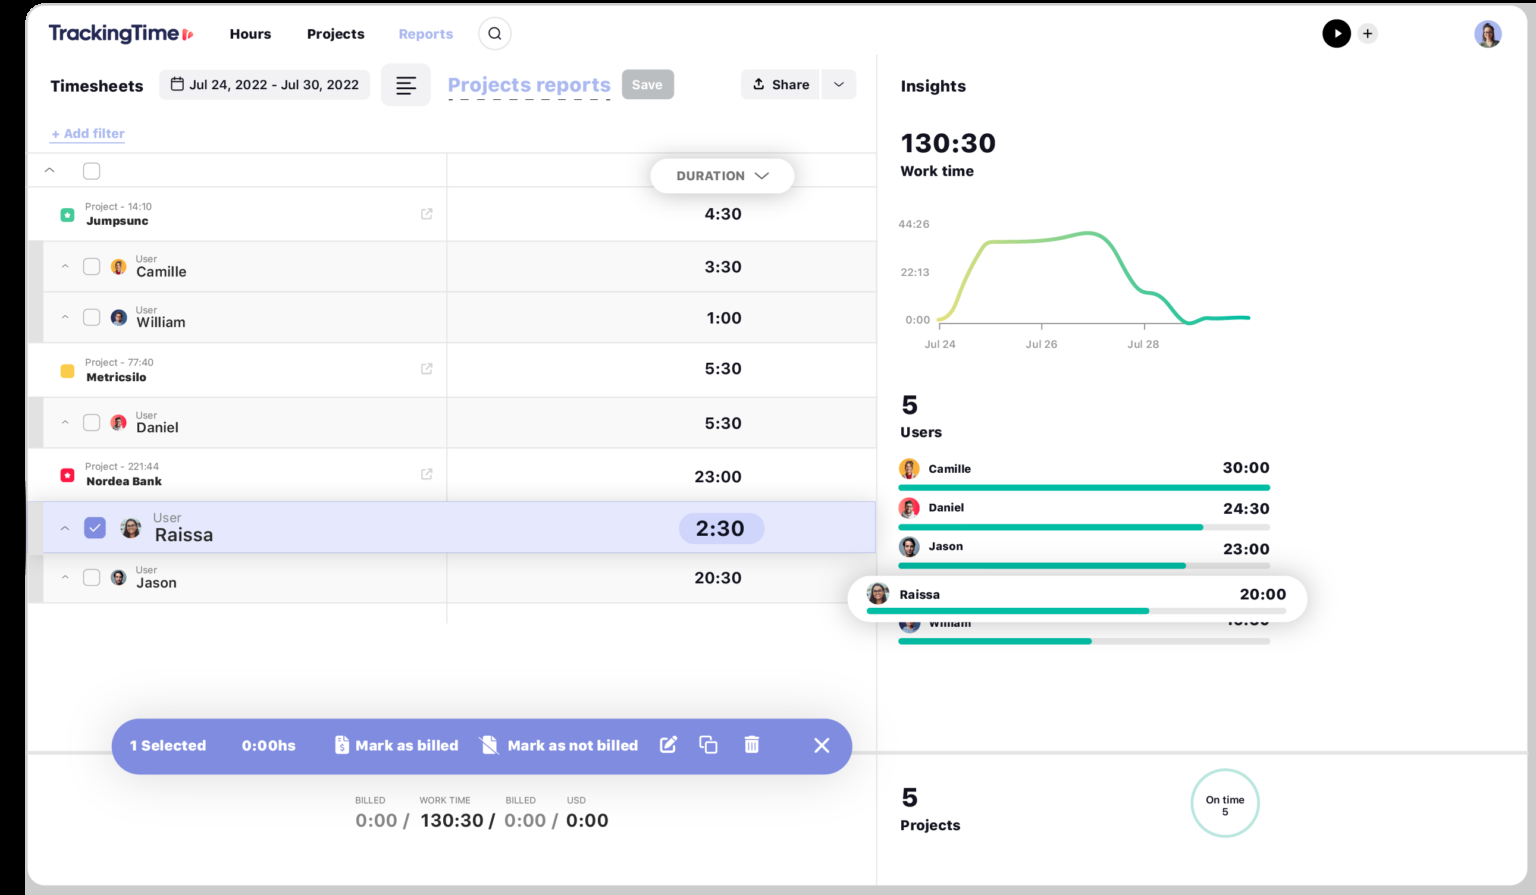 TrackingTime
Hours
Projects
Reports
Timesheets
Jul 24, 2022 - Jul 30, 2022
Projects reports
Save
Share
+ Add filter
DURATION
Project - 14:10
Jumpsunc
4:30
User
Camille
3:30
User
William
1:00
Project - 77:40
Metricsilo
5:30
User
Daniel
5:30
Project - 221:44
Nordea Bank
23:00
User
Raissa
2:30
User
Jason
20:30
1 Selected
0:00hs
Mark as billed
Mark as not billed
BILLED
WORK TIME
BILLED
USD
0:00 / 130:30 / 0:00 / 0:00
Insights
130:30
Work time
44:26
22:13
0:00
Jul 24
Jul 26
Jul 28
5
Users
Camille
30:00
Daniel
24:30
Jason
23:00
Raissa
20:00
William
5
Projects
On time
5